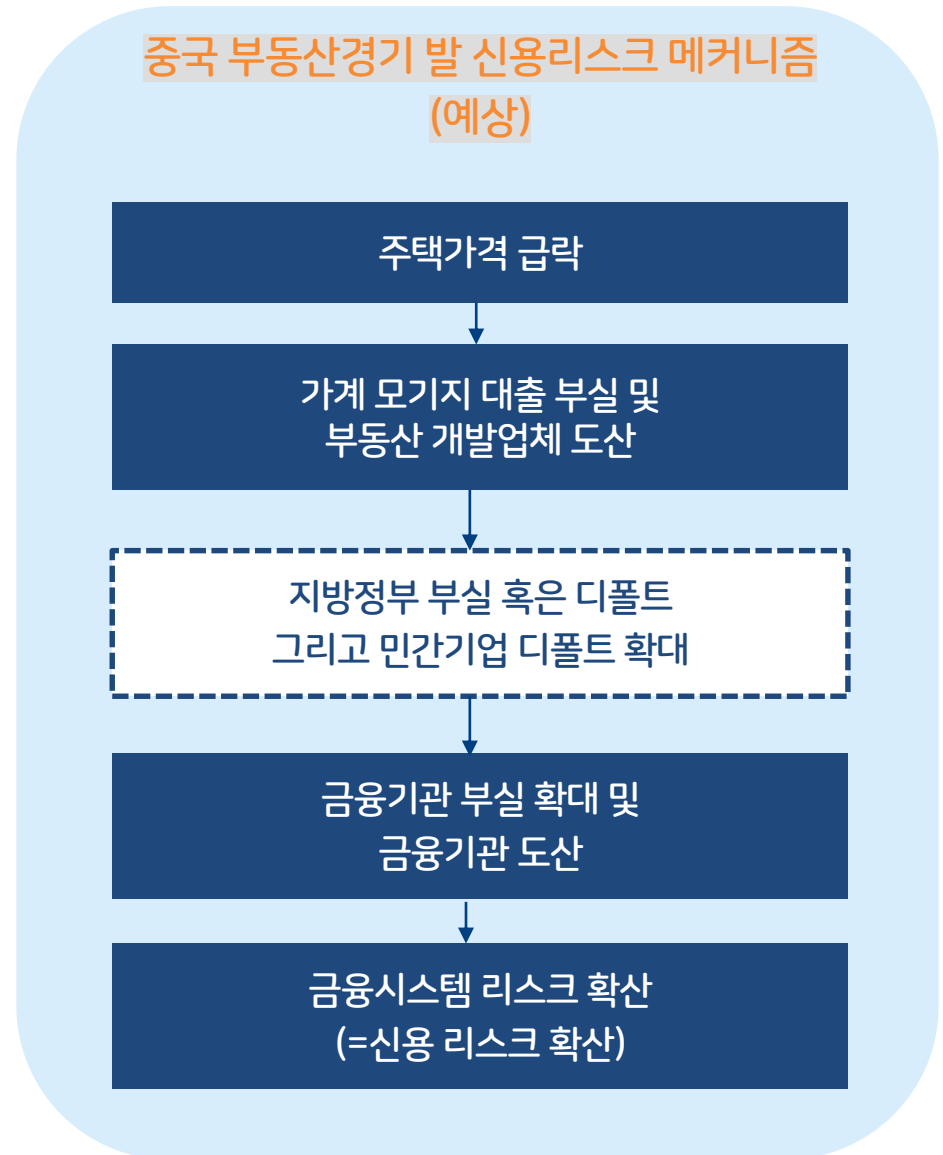 중국 부동산경기 발 신용리스크 메커니즘
(예상)
주택가격 급락
가계 모기지 대출 부실 및
부동산 개발업체 도산
지방정부 부실 혹은 디폴트
그리고 민간기업 디폴트 확대
금융기관 부실 확대 및
금융기관 도산
금융시스템 리스크 확산
(=신용 리스크 확산)